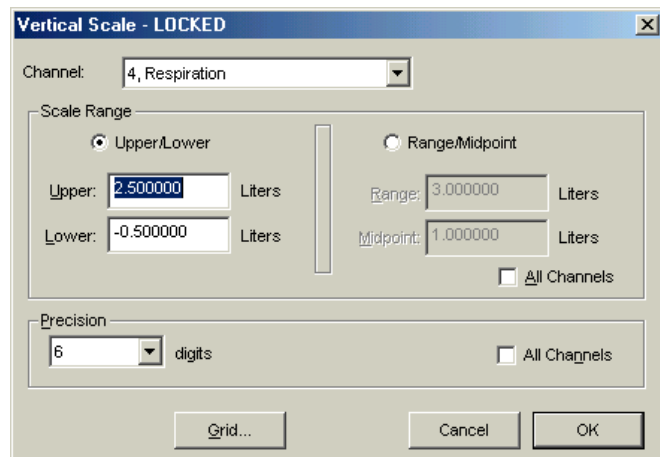 Vertical Scale - LOCKED
Channel: 4, Respiration
Scale Range
Upper/Lower Range/Midpoint
Upper: 2.500000 Liters Range: 3.000000 Liters
Lower: -0.500000 Liters Midpoint: 1.000000 Liters
All Channels
Precision
6 digits All Channels
Grid... Cancel OK